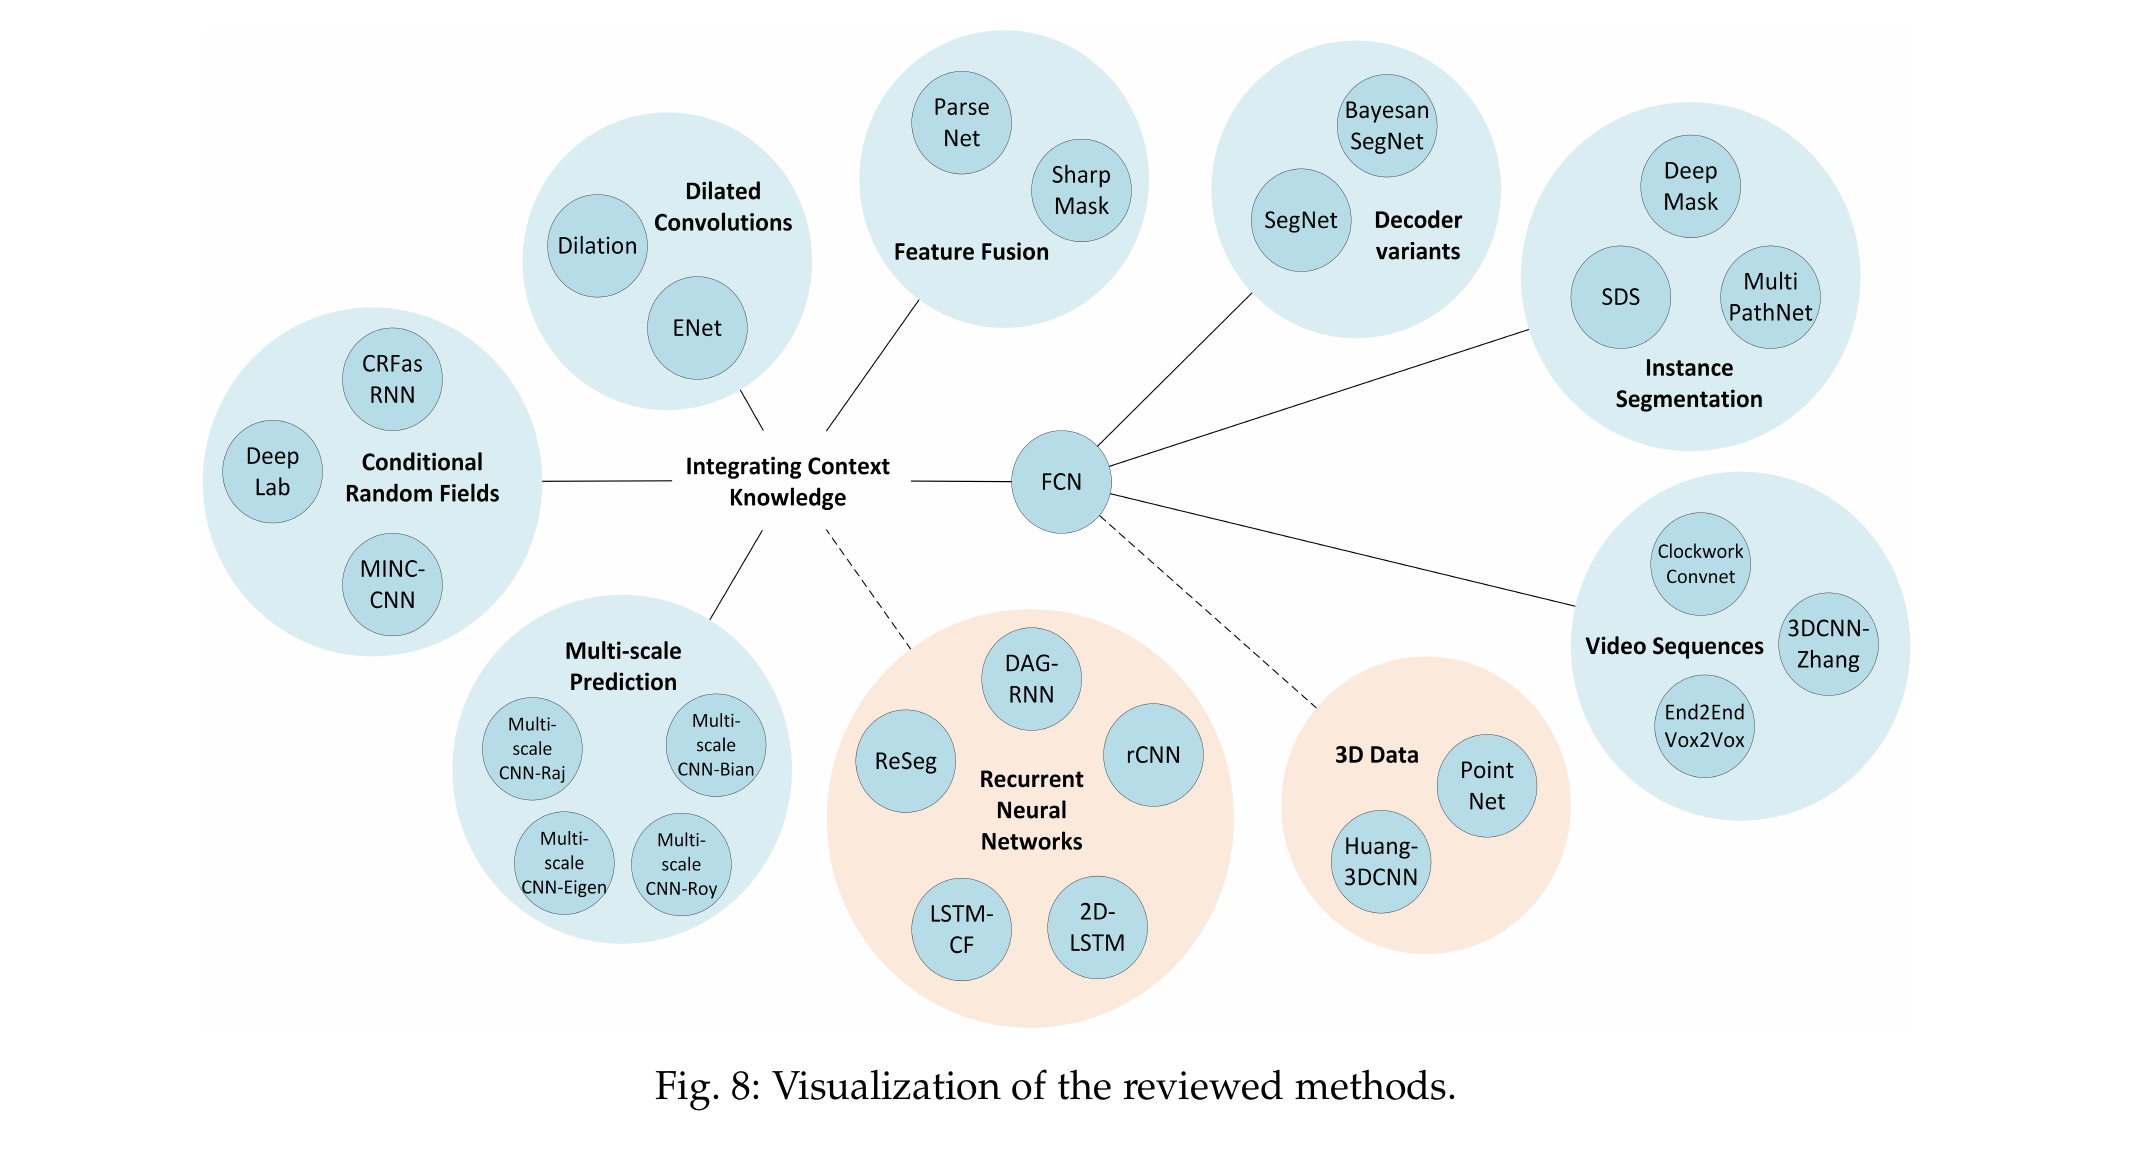 Parse
Net
Sharp
Mask
Feature Fusion
Bayesan
SegNet
SegNet
Decoder
variants
Deep
Mask
SDS
Multi
PathNet
Instance
Segmentation
Dilated
Convolutions
Dilation
ENet
CRFas
RNN
Deep
Lab
Conditional
Random Fields
MINC-
CNN
Integrating Context
Knowledge
FCN
Clockwork
Convnet
3DCNN-
Zhang
Video Sequences
End2End
Vox2Vox
Multi-scale
Prediction
Multi-
scale
CNN-Raj
Multi-
scale
CNN-Bian
Multi-
scale
CNN-Eigen
Multi-
scale
CNN-Roy
DAG-
RNN
ReSeg
rCNN
Recurrent
Neural
Networks
LSTM-
CF
2D-
LSTM
3D Data
Point
Net
Huang-
3DCNN
Fig. 8: Visualization of the reviewed methods.